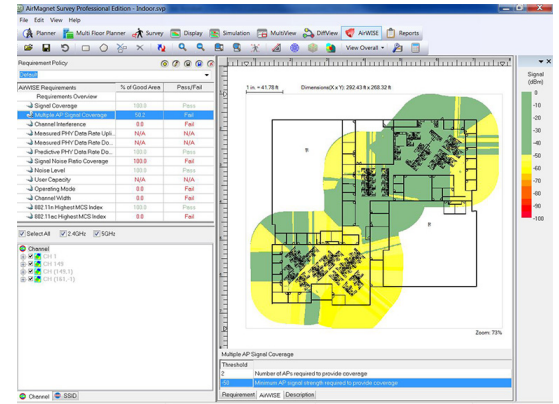 AirMagnet Survey Professional Edition - Indoor.svp
File Edit View Help
Planner Multi Floor Planner Survey Display Simulation MultiView DiffView AirWISE Reports
View Overall
Requirement Policy
Default
AirWISE Requirements % of Good Area Pass/Fail
Requirements Overview
Signal Coverage 100.0 Pass
Multiple AP Signal Coverage Fail
Channel Interference 0.0 Fail
Measured PHY Data Rate Upli... N/A N/A
Measured PHY Data Rate Do... N/A N/A
Predictive PHY Data Rate Do... 100.0 Pass
Signal Noise Ratio Coverage 100.0 Fail
Noise Level 100.0 Pass
User Capacity N/A N/A
Operating Mode 0.0 Fail
Channel Width 0.0 Fail
802.11n Highest MCS Index 100.0 Pass
802.11ac Highest MCS Index 0.0 Fail
Select All 2.4GHz 5GHz
Channel
CH 1
CH 149
CH (149,1)
CH (161,-1)
Channel SSID
1 in. = 41.78 ft Dimensions(X x Y): 292.43 ft x 268.32 ft
Zoom: 73%
Multiple AP Signal Coverage
Threshold
2 Number of APs required to provide coverage
Minimum AP signal strength required to provide coverage
Requirement AirWISE Description
Signal
(dBm)
0
-10
-20
-30
-40
-50
-60
-70
-80
-90
-100